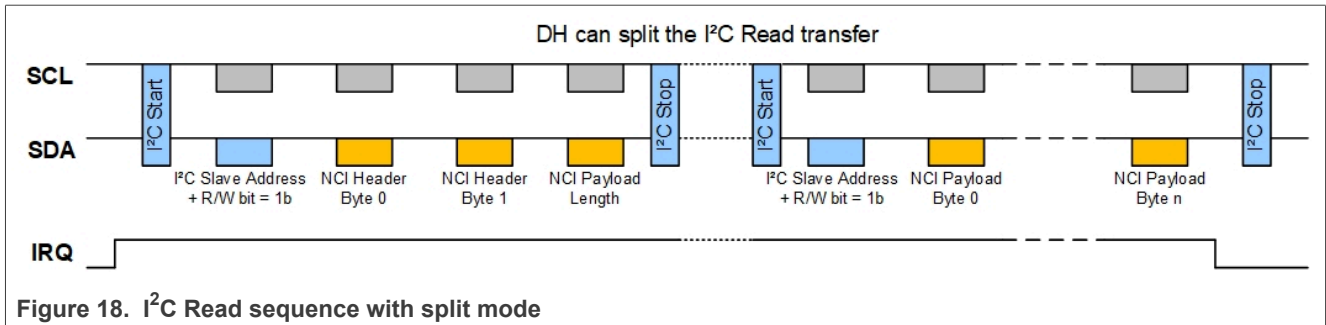 DH can split the I²C Read transfer
SCL
I²C Start
I²C Stop
I²C Start
I²C Stop
SDA
I²C Slave Address
+ R/W bit = 1b
NCI Header
Byte 0
NCI Header
Byte 1
NCI Payload
Length
I²C Slave Address
+ R/W bit = 1b
NCI Payload
Byte 0
NCI Payload
Byte n
IRQ
Figure 18. I²C Read sequence with split mode